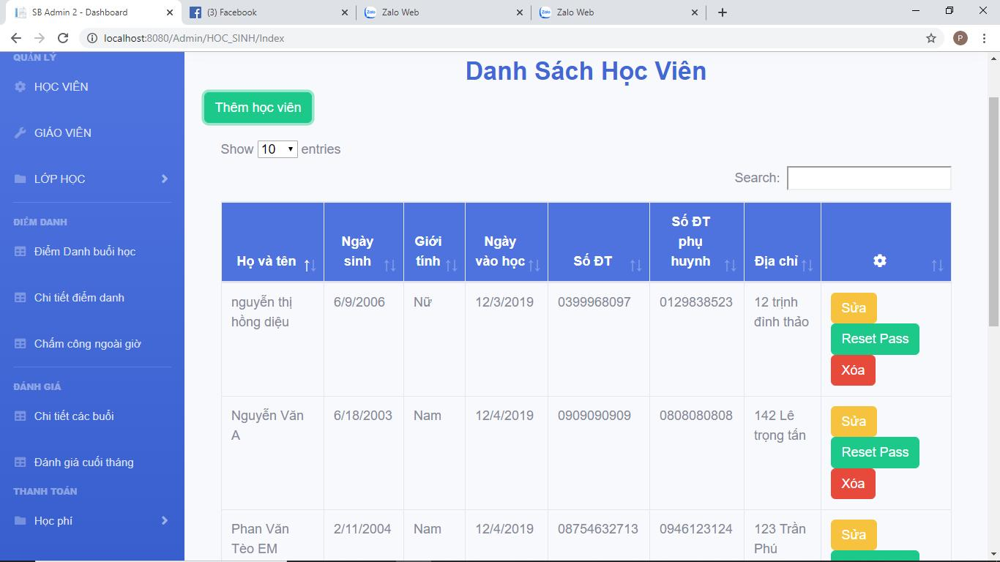 SB Admin 2 - Dashboard
(3) Facebook
Zalo Web
Zalo Web
localhost:8080/Admin/HOC_SINH/Index
P
QUẢN LÝ
HỌC VIÊN
GIÁO VIÊN
LỚP HỌC
ĐIỂM DANH
Điểm Danh buổi học
Chi tiết điểm danh
Chấm công ngoài giờ
ĐÁNH GIÁ
Chi tiết các buổi
Đánh giá cuối tháng
THANH TOÁN
Học phí
Danh Sách Học Viên
Thêm học viên
Show 10 entries
Search:
Họ và tên
Ngày
sinh
Giới
tính
Ngày
vào học
Số ĐT
Số ĐT
phụ
huynh
Địa chỉ
nguyễn thị
hồng diệu
6/9/2006
Nữ
12/3/2019
0399968097
0129838523
12 trịnh
đình thảo
Sửa
Reset Pass
Xóa
Nguyễn Văn
A
6/18/2003
Nam
12/4/2019
0909090909
0808080808
142 Lê
trọng tấn
Sửa
Reset Pass
Xóa
Phan Văn
Tèo EM
2/11/2004
Nam
12/4/2019
08754632713
0946123124
123 Trần
Phú
Sửa